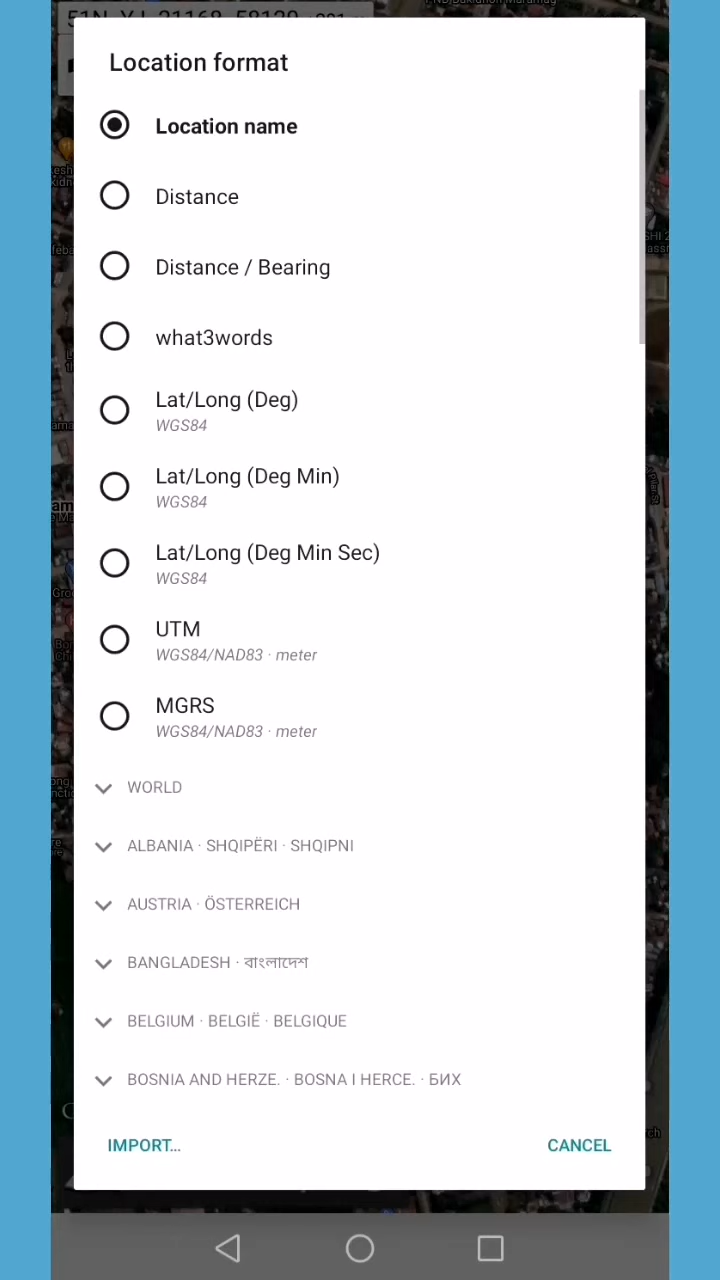 Location format
Location name
Distance
Distance / Bearing
what3words
Lat/Long (Deg)
WGS84
Lat/Long (Deg Min)
WGS84
Lat/Long (Deg Min Sec)
WGS84
UTM
WGS84/NAD83 · meter
MGRS
WGS84/NAD83 · meter
WORLD
ALBANIA · SHQIPËRI · SHQIPNI
AUSTRIA · ÖSTERREICH
BANGLADESH · বাংলাদেশ
BELGIUM · BELGIË · BELGIQUE
BOSNIA AND HERZE. · BOSNA I HERCE. · БИХ
IMPORT...
CANCEL